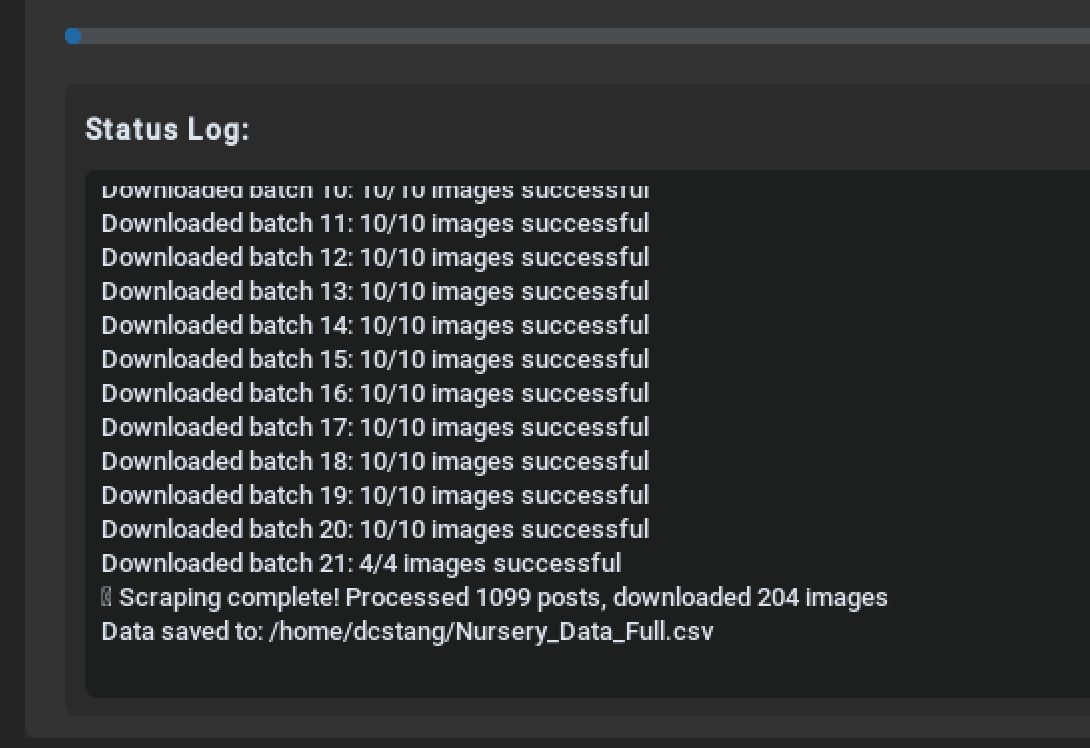 Status Log:
Downloaded batch 10: 10/10 images successful
Downloaded batch 11: 10/10 images successful
Downloaded batch 12: 10/10 images successful
Downloaded batch 13: 10/10 images successful
Downloaded batch 14: 10/10 images successful
Downloaded batch 15: 10/10 images successful
Downloaded batch 16: 10/10 images successful
Downloaded batch 17: 10/10 images successful
Downloaded batch 18: 10/10 images successful
Downloaded batch 19: 10/10 images successful
Downloaded batch 20: 10/10 images successful
Downloaded batch 21: 4/4 images successful
Scraping complete! Processed 1099 posts, downloaded 204 images
Data saved to: /home/dcstang/Nursery_Data_Full.csv